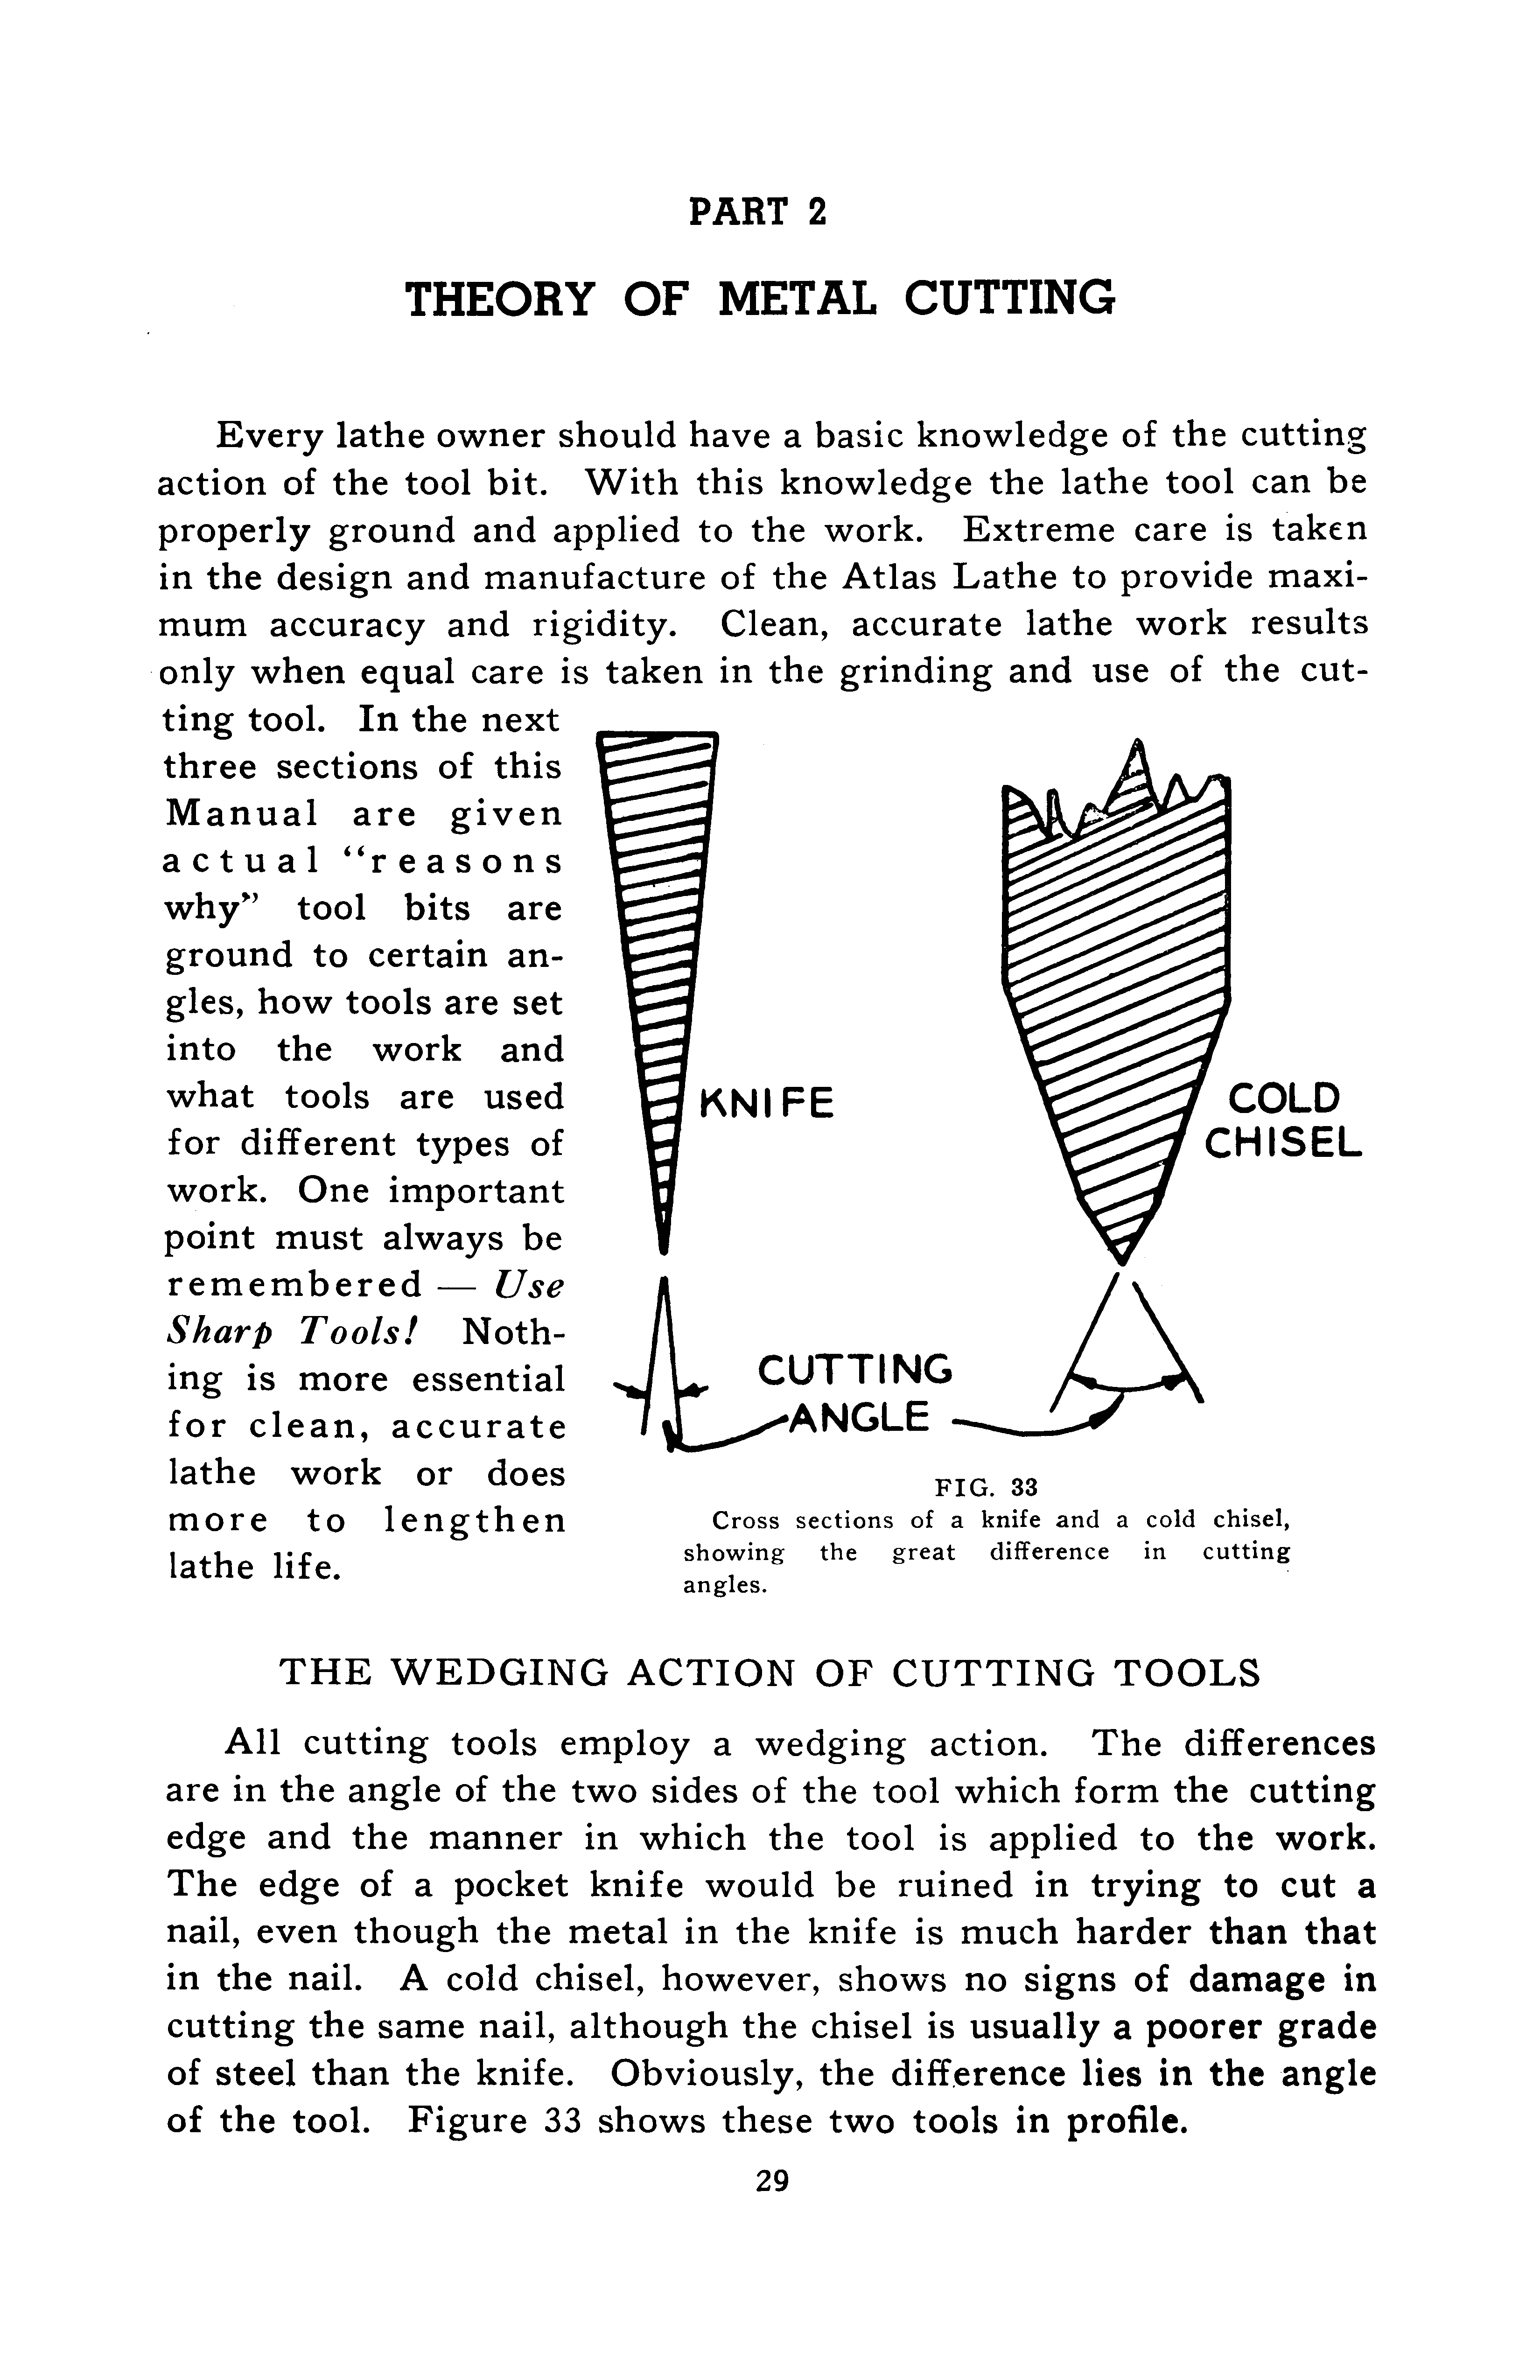 PART 2
THEORY OF METAL CUTTING
Every lathe owner should have a basic knowledge of the cutting
action of the tool bit. With this knowledge the lathe tool can be
properly ground and applied to the work. Extreme care is taken
in the design and manufacture of the Atlas Lathe to provide maxi-
mum accuracy and rigidity. Clean, accurate lathe work results
only when equal care is taken in the grinding and use of the cut-
ting tool. In the next
three sections of this
Manual are given
actual “reasons
why” tool bits are
ground to certain an-
gles, how tools are set
into the work and
what tools are used
for different types of
work. One important
point must always be
remembered — Use
Sharp Tools! Noth-
ing is more essential
for clean, accurate
lathe work or does
more to lengthen
lathe life.
KNIFE
COLD
CHISEL
CUTTING
ANGLE
FIG. 33
Cross sections of a knife and a cold chisel,
showing the great difference in cutting
angles.
THE WEDGING ACTION OF CUTTING TOOLS
All cutting tools employ a wedging action. The differences
are in the angle of the two sides of the tool which form the cutting
edge and the manner in which the tool is applied to the work.
The edge of a pocket knife would be ruined in trying to cut a
nail, even though the metal in the knife is much harder than that
in the nail. A cold chisel, however, shows no signs of damage in
cutting the same nail, although the chisel is usually a poorer grade
of steel than the knife. Obviously, the difference lies in the angle
of the tool. Figure 33 shows these two tools in profile.
29